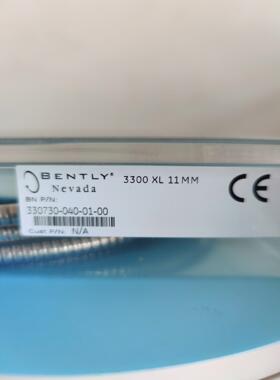 BENTLY® 3300 XL 11MM
Nevada
BN P/N:
330730-040-01-00
Cust P/N: N/A
CE